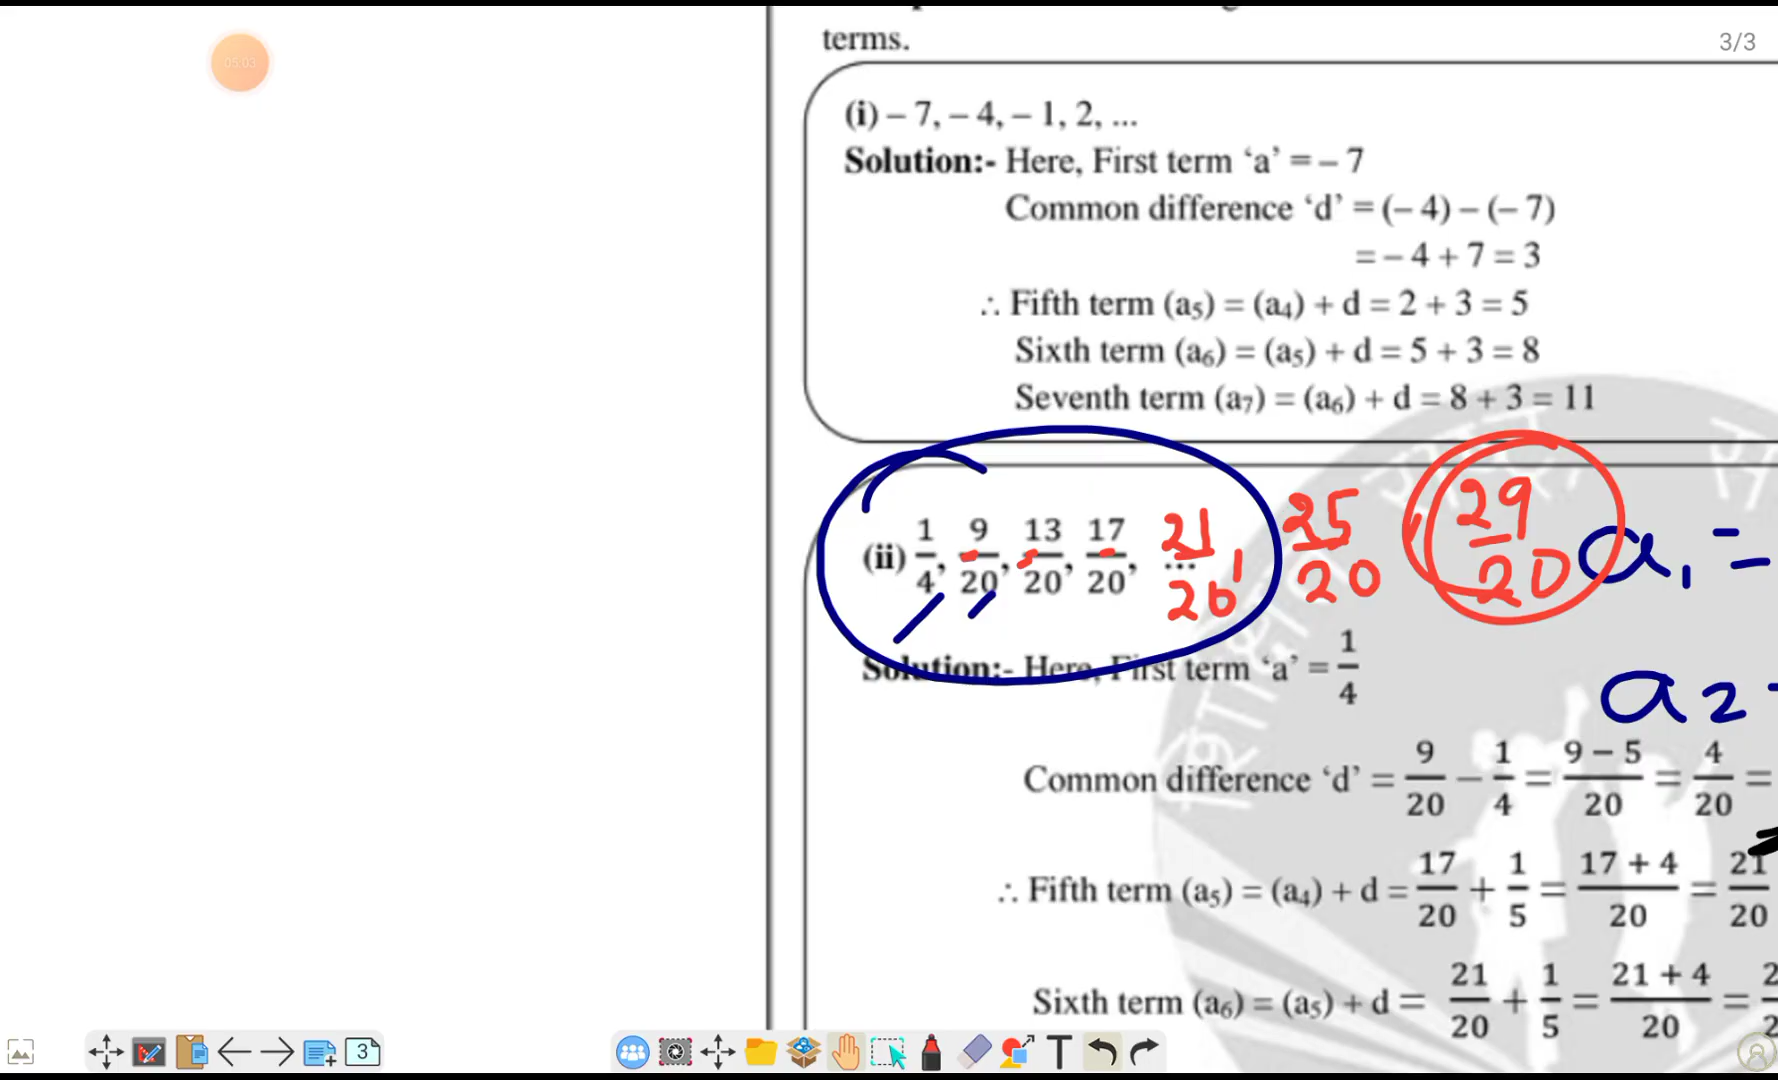 terms.
3/3
05:03
(i) – 7, – 4, – 1, 2, ...
Solution:- Here, First term ‘a’ = – 7
Common difference ‘d’ = (– 4) – (– 7)
= – 4 + 7 = 3
∴ Fifth term (a₅) = (a₄) + d = 2 + 3 = 5
Sixth term (a₆) = (a₅) + d = 5 + 3 = 8
Seventh term (a₇) = (a₆) + d = 8 + 3 = 11
(ii) 1/4, 9/20, 13/20, 17/20, ... 21/20, 25/20 29/20 a₁ =
Solution:- Here, First term ‘a’ = 1/4
a₂
Common difference ‘d’ = 9/20 – 1/4 = (9 – 5)/20 = 4/20 =
∴ Fifth term (a₅) = (a₄) + d = 17/20 + 1/5 = (17 + 4)/20 = 21/20
Sixth term (a₆) = (a₅) + d = 21/20 + 1/5 = (21 + 4)/20 =
3
T